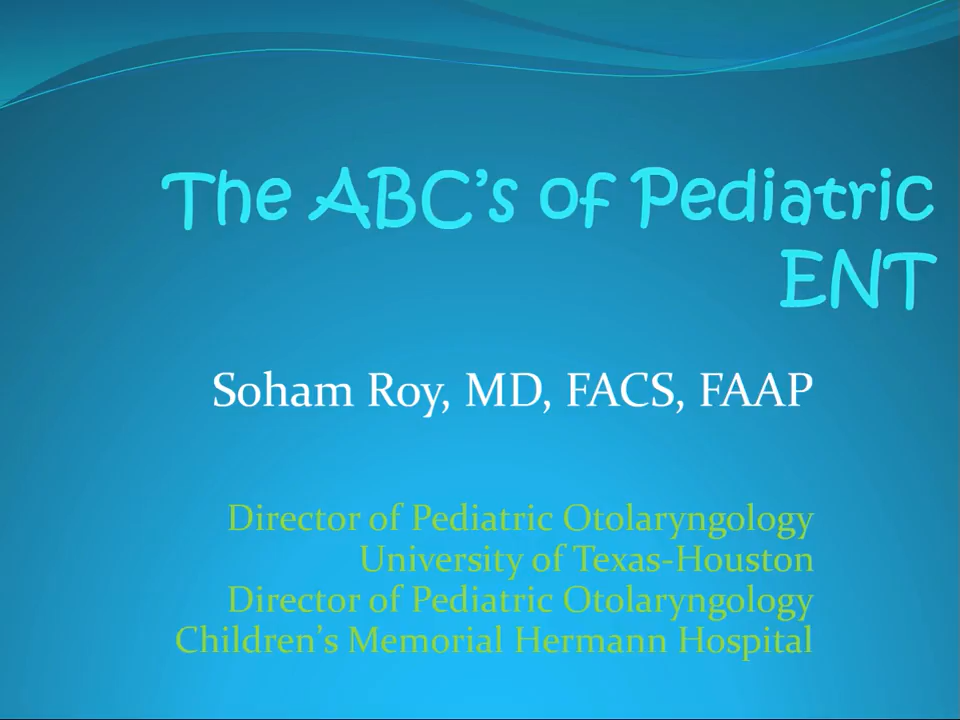 The ABC’s of Pediatric
ENT
Soham Roy, MD, FACS, FAAP
Director of Pediatric Otolaryngology
University of Texas-Houston
Director of Pediatric Otolaryngology
Children’s Memorial Hermann Hospital